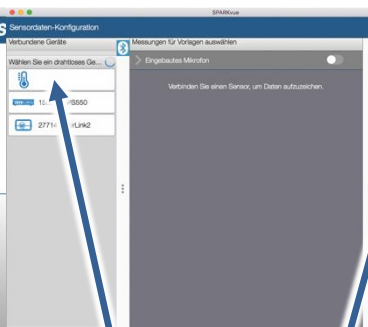 SPARKvue
Sensordaten-Konfiguration
Verbundene Geräte
Messungen für Vorlagen auswählen
Wählen Sie ein drahtloses Ge...
Eingebautes Mikrofon
Verbinden Sie einen Sensor, um Daten aufzuzeichen.